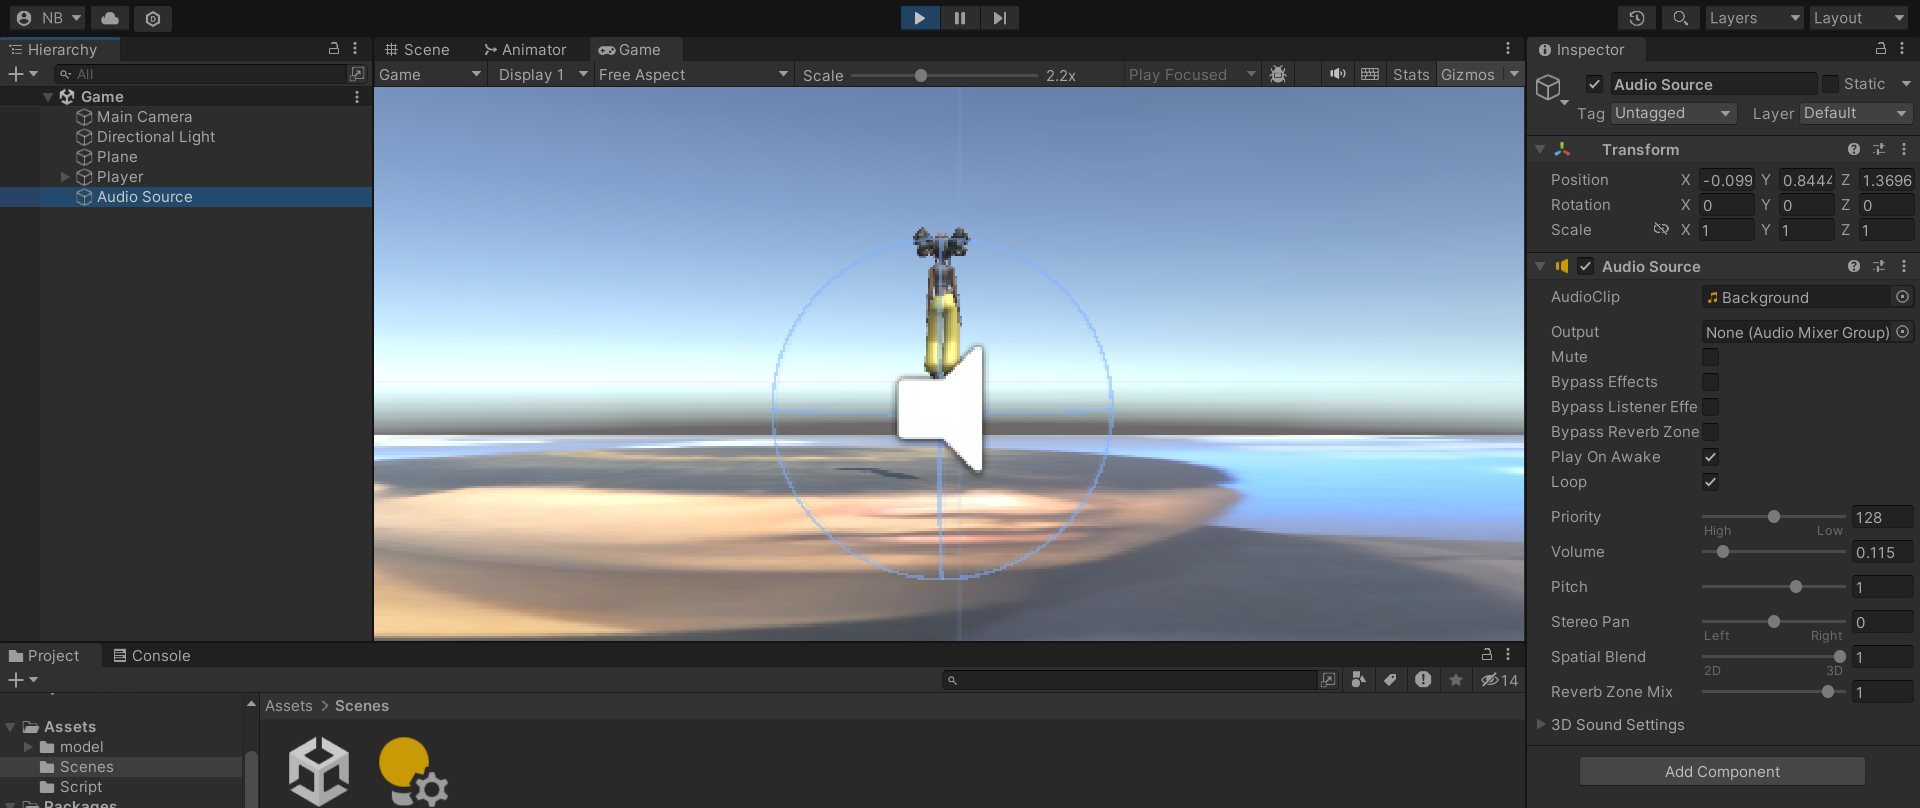 NB
Layers
Layout
Hierarchy
All
Game
Main Camera
Directional Light
Plane
Player
Audio Source
Scene
Animator
Game
Game
Display 1
Free Aspect
Scale
2.2x
Play Focused
Stats
Gizmos
Inspector
Audio Source
Static
Tag
Untagged
Layer
Default
Transform
Position X -0.099 Y 0.8444 Z 1.3696
Rotation X 0 Y 0 Z 0
Scale X 1 Y 1 Z 1
Audio Source
AudioClip Background
Output None (Audio Mixer Group)
Mute
Bypass Effects
Bypass Listener Effe
Bypass Reverb Zone
Play On Awake
Loop
Priority 128
High Low
Volume 0.115
Pitch 1
Stereo Pan 0
Left Right
Spatial Blend 1
2D 3D
Reverb Zone Mix 1
3D Sound Settings
Add Component
Project
Console
14
Assets
model
Scenes
Script
Packages
Assets > Scenes